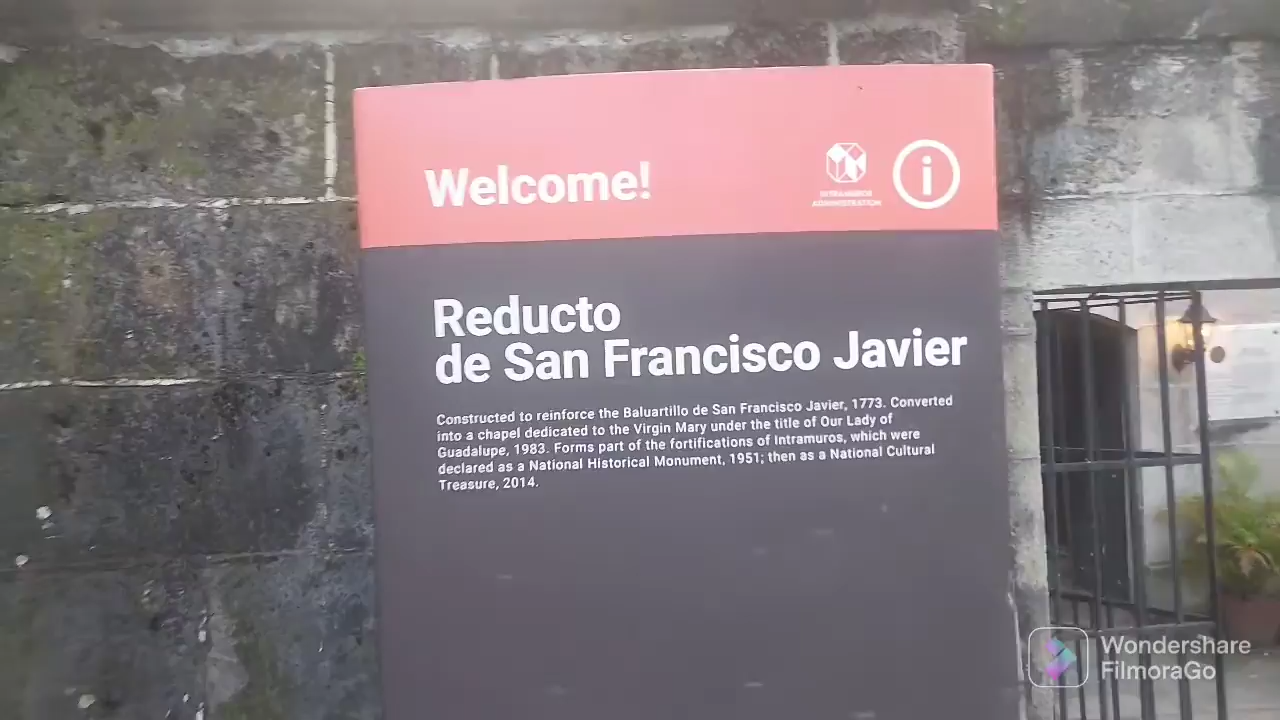 Welcome!
INTRAMUROS
ADMINISTRATION
i
Reducto
de San Francisco Javier
Constructed to reinforce the Baluartillo de San Francisco Javier, 1773. Converted
into a chapel dedicated to the Virgin Mary under the title of Our Lady of
Guadalupe, 1983. Forms part of the fortifications of Intramuros, which were
declared as a National Historical Monument, 1951; then as a National Cultural
Treasure, 2014.
Wondershare
FilmoraGo